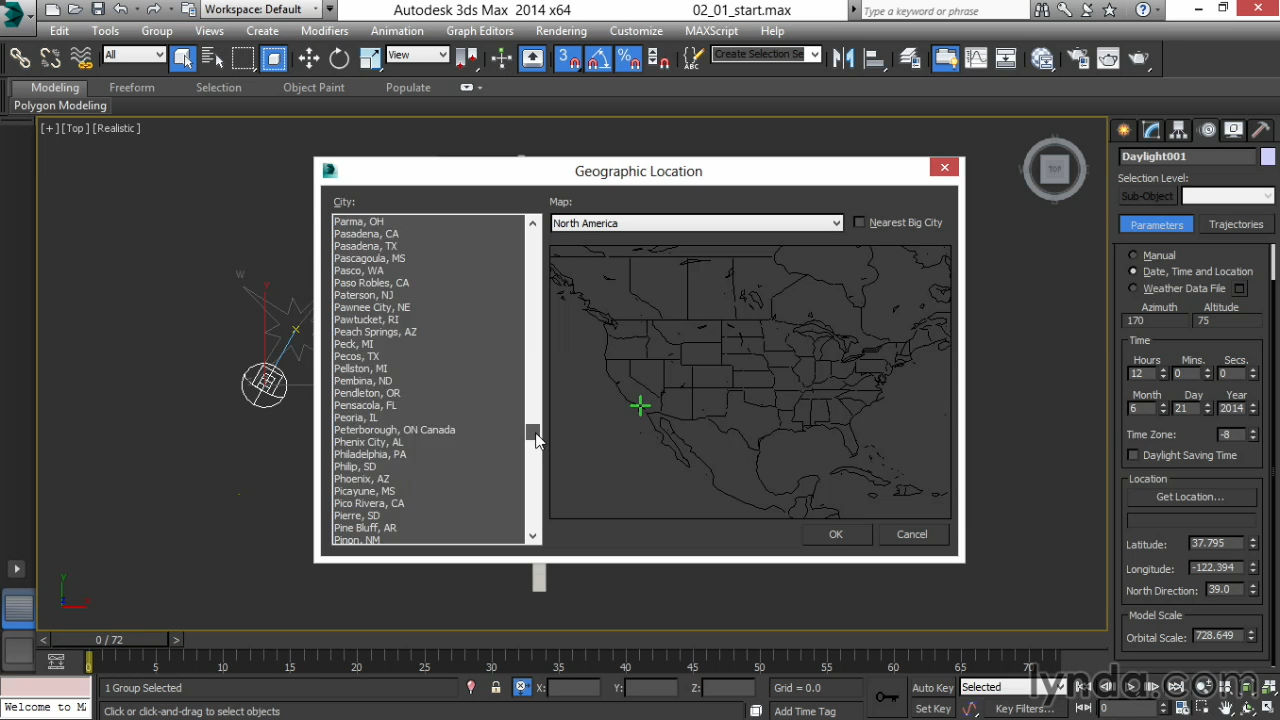 Workspace: Default
Autodesk 3ds Max 2014 x64
02_01_start.max
Type a keyword or phrase
Edit
Tools
Group
Views
Create
Modifiers
Animation
Graph Editors
Rendering
Customize
MAXScript
Help
All
View
3
%
ABC
Create Selection Se
Modeling
Freeform
Selection
Object Paint
Populate
Polygon Modeling
[+] [Top] [Realistic]
W
TOP
Y
Geographic Location
City:
Parma, OH
Pasadena, CA
Pasadena, TX
Pascagoula, MS
Pasco, WA
Paso Robles, CA
Paterson, NJ
Pawnee City, NE
Pawtucket, RI
Peach Springs, AZ
Peck, MI
Pecos, TX
Pellston, MI
Pembina, ND
Pendleton, OR
Pensacola, FL
Peoria, IL
Peterborough, ON Canada
Phenix City, AL
Philadelphia, PA
Philip, SD
Phoenix, AZ
Picayune, MS
Pico Rivera, CA
Pierre, SD
Pine Bluff, AR
Pinon, NM
Map:
North America
Nearest Big City
OK
Cancel
Daylight001
Selection Level:
Sub-Object
Parameters
Trajectories
Manual
Date, Time and Location
Weather Data File
Azimuth
Altitude
170
75
Time
Hours
Mins.
Secs.
12
0
0
Month
Day
Year
6
21
2014
Time Zone:
-8
Daylight Saving Time
Location
Get Location...
Latitude:
37.795
Longitude:
-122.394
North Direction:
39.0
Model Scale
Orbital Scale:
728.649
0 / 72
0
5
10
15
20
25
30
35
40
45
50
55
60
65
70
1 Group Selected
X:
Y:
Z:
Grid = 0.0
Auto Key
Selected
Welcome to MA
Click or click-and-drag to select objects
Add Time Tag
Set Key
Key Filters...
0
lynda.com